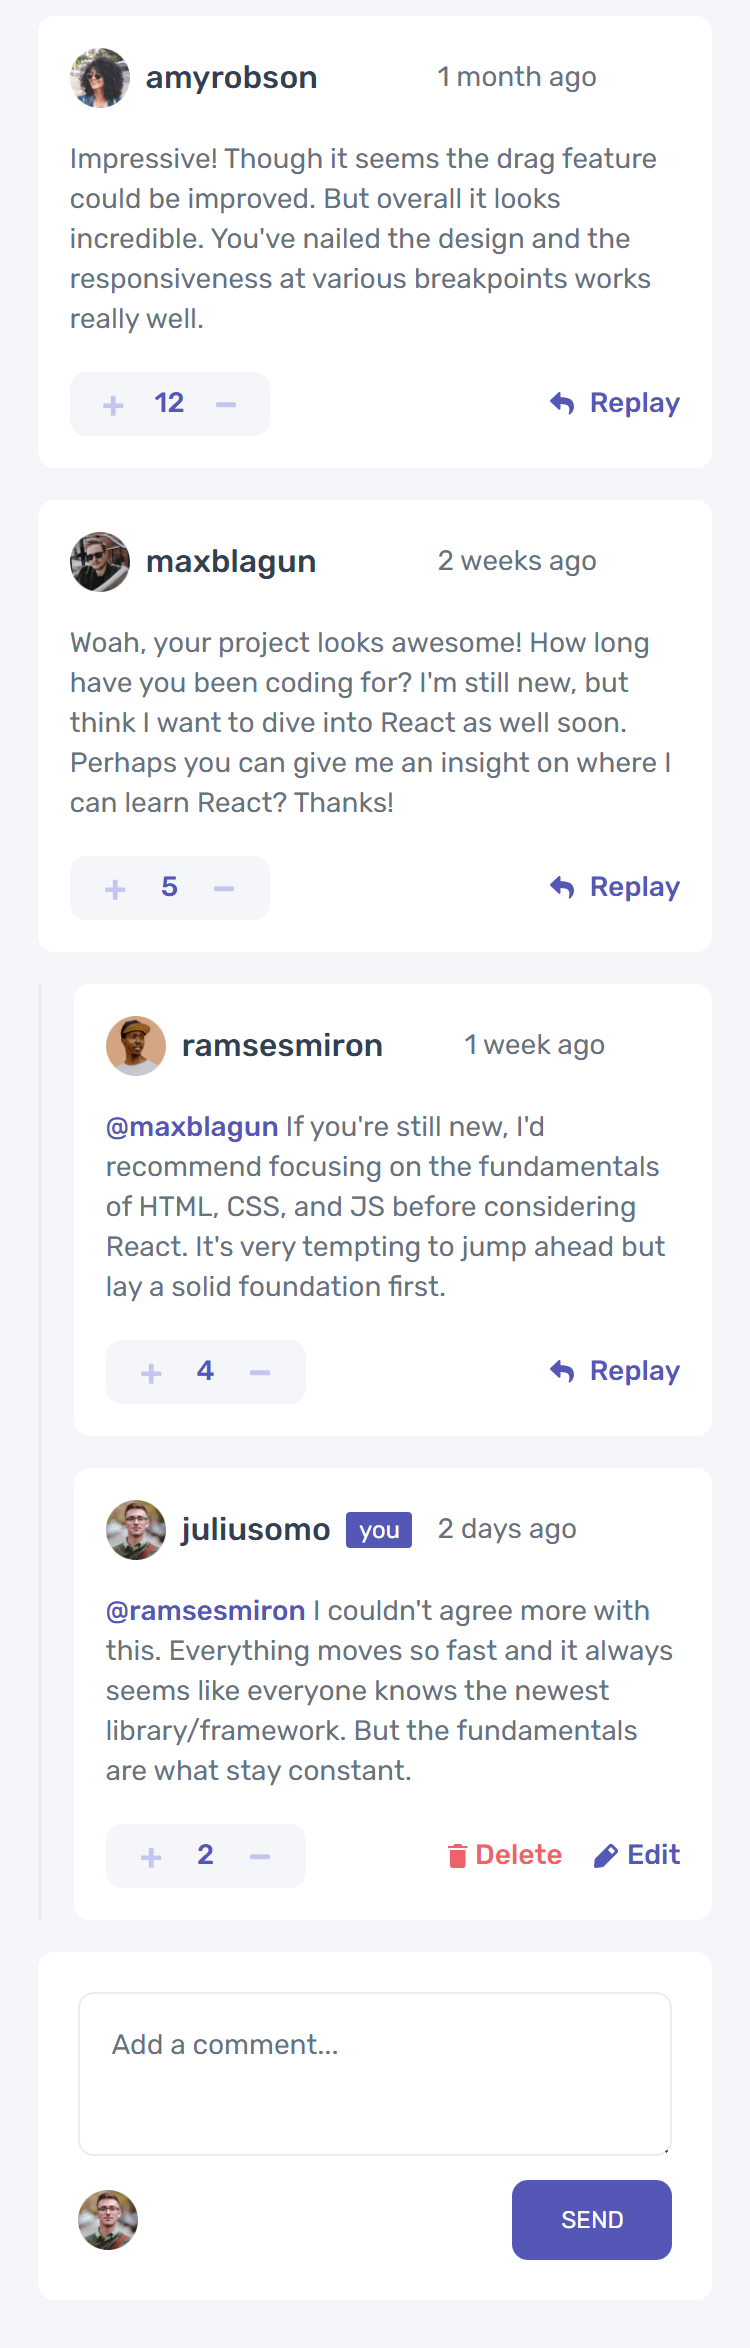 amyrobson 1 month ago
Impressive! Though it seems the drag feature
could be improved. But overall it looks
incredible. You've nailed the design and the
responsiveness at various breakpoints works
really well.
+ 12 − Replay
maxblagun 2 weeks ago
Woah, your project looks awesome! How long
have you been coding for? I'm still new, but
think I want to dive into React as well soon.
Perhaps you can give me an insight on where I
can learn React? Thanks!
+ 5 − Replay
ramsesmiron 1 week ago
@maxblagun If you're still new, I'd
recommend focusing on the fundamentals
of HTML, CSS, and JS before considering
React. It's very tempting to jump ahead but
lay a solid foundation first.
+ 4 − Replay
juliusomo you 2 days ago
@ramsesmiron I couldn't agree more with
this. Everything moves so fast and it always
seems like everyone knows the newest
library/framework. But the fundamentals
are what stay constant.
+ 2 − Delete Edit
Add a comment...
SEND